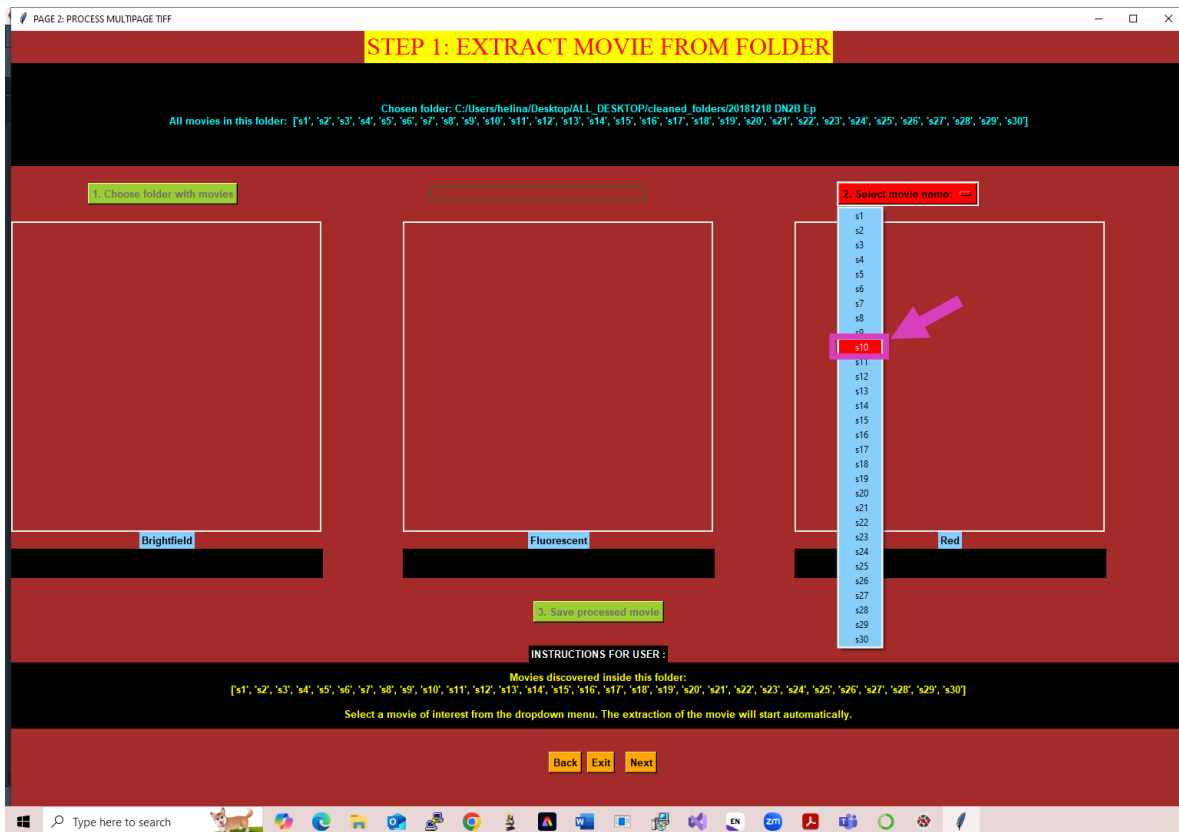 PAGE 2: PROCESS MULTIPAGE TIFF
STEP 1: EXTRACT MOVIE FROM FOLDER
Chosen folder: C:/Users/helina/Desktop/ALL_DESKTOP/cleaned_folders/20181218 DN2B Ep
All movies in this folder: ['s1', 's2', 's3', 's4', 's5', 's6', 's7', 's8', 's9', 's10', 's11', 's12', 's13', 's14', 's15', 's16', 's17', 's18', 's19', 's20', 's21', 's22', 's23', 's24', 's25', 's26', 's27', 's28', 's29', 's30']
1. Choose folder with movies
2. Select movie name:
s1
s2
s3
s4
s5
s6
s7
s8
s9
s10
s11
s12
s13
s14
s15
s16
s17
s18
s19
s20
s21
s22
s23
s24
s25
s26
s27
s28
s29
s30
Brightfield
Fluorescent
Red
3. Save processed movie
INSTRUCTIONS FOR USER :
Movies discovered inside this folder:
['s1', 's2', 's3', 's4', 's5', 's6', 's7', 's8', 's9', 's10', 's11', 's12', 's13', 's14', 's15', 's16', 's17', 's18', 's19', 's20', 's21', 's22', 's23', 's24', 's25', 's26', 's27', 's28', 's29', 's30']
Select a movie of interest from the dropdown menu. The extraction of the movie will start automatically.
Back
Exit
Next
Type here to search
EN
zm